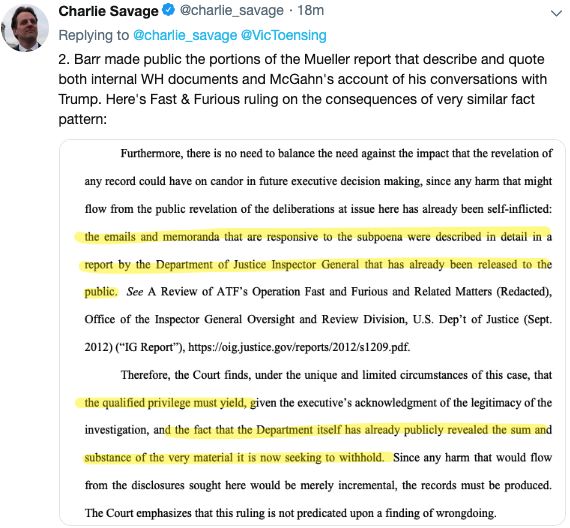 Charlie Savage @charlie_savage · 18m
Replying to @charlie_savage @VicToensing
2. Barr made public the portions of the Mueller report that describe and quote
both internal WH documents and McGahn's account of his conversations with
Trump. Here's Fast & Furious ruling on the consequences of very similar fact
pattern:
Furthermore, there is no need to balance the need against the impact that the revelation of
any record could have on candor in future executive decision making, since any harm that might
flow from the public revelation of the deliberations at issue here has already been self-inflicted:
the emails and memoranda that are responsive to the subpoena were described in detail in a
report by the Department of Justice Inspector General that has already been released to the
public. See A Review of ATF's Operation Fast and Furious and Related Matters (Redacted),
Office of the Inspector General Oversight and Review Division, U.S. Dep't of Justice (Sept.
2012) ("IG Report"), https://oig.justice.gov/reports/2012/s1209.pdf.
Therefore, the Court finds, under the unique and limited circumstances of this case, that
the qualified privilege must yield, given the executive's acknowledgment of the legitimacy of the
investigation, and the fact that the Department itself has already publicly revealed the sum and
substance of the very material it is now seeking to withhold. Since any harm that would flow
from the disclosures sought here would be merely incremental, the records must be produced.
The Court emphasizes that this ruling is not predicated upon a finding of wrongdoing.